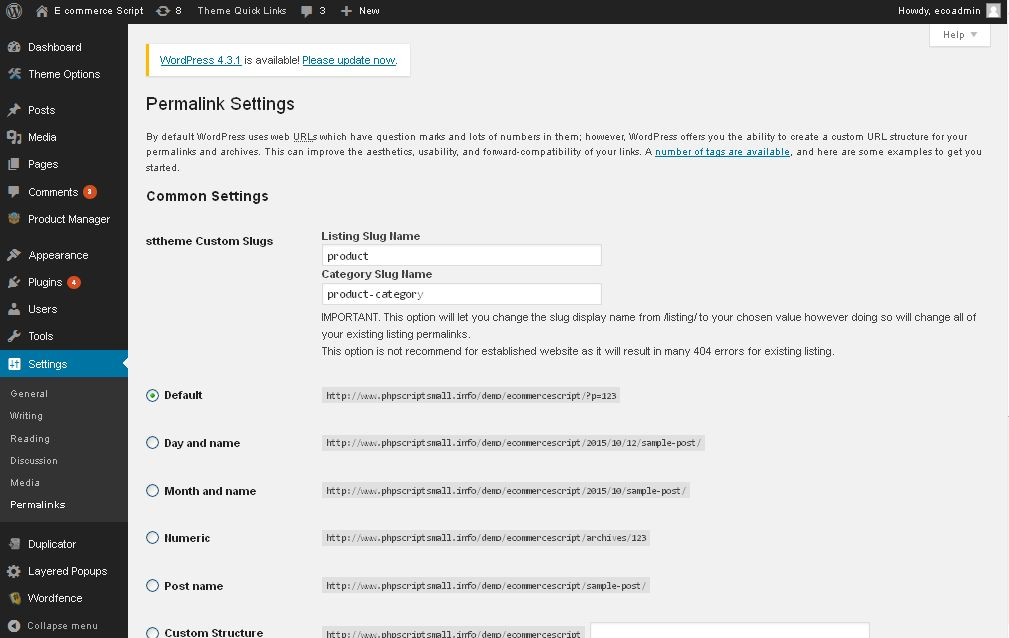 E commerce Script 8 Theme Quick Links 3 + New Howdy, ecoadmin
Help
Dashboard
Theme Options
Posts
Media
Pages
Comments 3
Product Manager
Appearance
Plugins 4
Users
Tools
Settings
General
Writing
Reading
Discussion
Media
Permalinks
Duplicator
Layered Popups
Wordfence
Collapse menu
WordPress 4.3.1 is available! Please update now.
Permalink Settings
By default WordPress uses web URLs which have question marks and lots of numbers in them; however, WordPress offers you the ability to create a custom URL structure for your
permalinks and archives. This can improve the aesthetics, usability, and forward-compatibility of your links. A number of tags are available, and here are some examples to get you
started.
Common Settings
sttheme Custom Slugs
Listing Slug Name
product
Category Slug Name
product-category
IMPORTANT. This option will let you change the slug display name from /listing/ to your chosen value however doing so will change all of
your existing listing permalinks.
This option is not recommend for established website as it will result in many 404 errors for existing listing.
Default http://www.phpscriptsmall.info/demo/ecommercescript/?p=123
Day and name http://www.phpscriptsmall.info/demo/ecommercescript/2015/10/12/sample-post/
Month and name http://www.phpscriptsmall.info/demo/ecommercescript/2015/10/sample-post/
Numeric http://www.phpscriptsmall.info/demo/ecommercescript/archives/123
Post name http://www.phpscriptsmall.info/demo/ecommercescript/sample-post/
Custom Structure http://www.phpscriptsmall.info/demo/ecommercescript